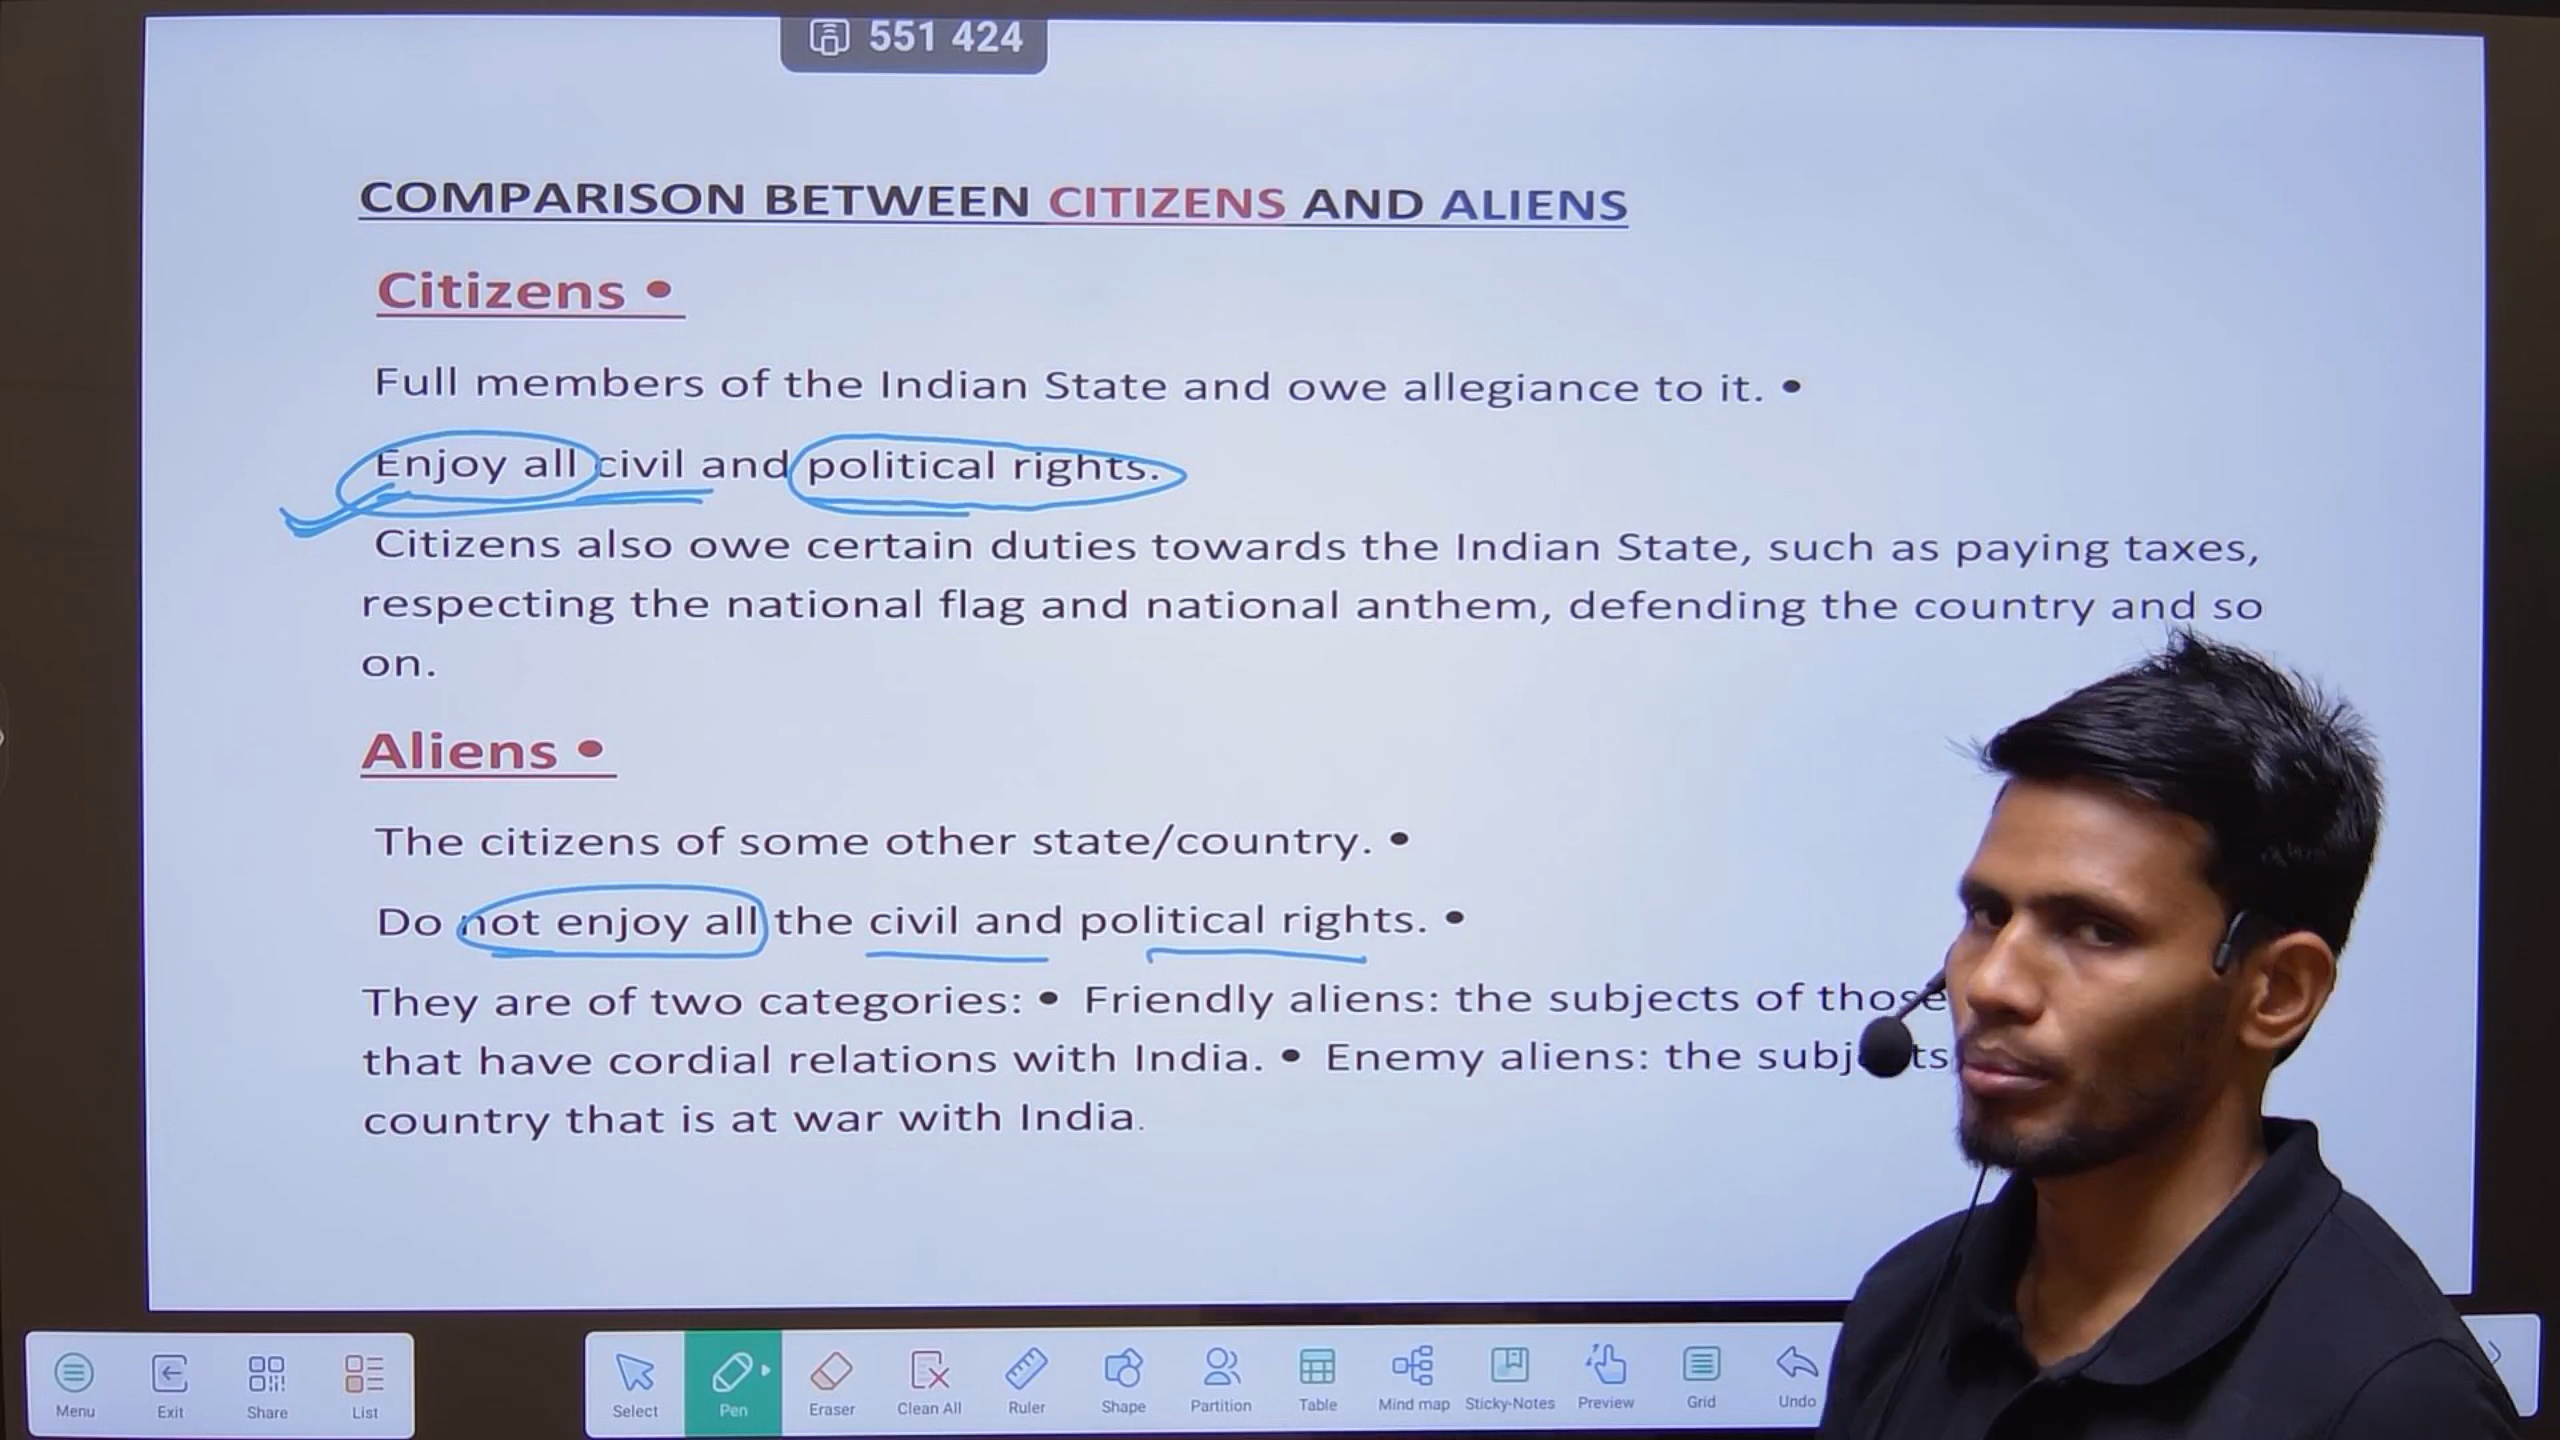 551 424
COMPARISON BETWEEN CITIZENS AND ALIENS
Citizens •
Full members of the Indian State and owe allegiance to it. •
Enjoy all civil and political rights.
Citizens also owe certain duties towards the Indian State, such as paying taxes,
respecting the national flag and national anthem, defending the country and so
on.
Aliens •
The citizens of some other state/country. •
Do not enjoy all the civil and political rights. •
They are of two categories: • Friendly aliens: the subjects of those
that have cordial relations with India. • Enemy aliens: the
country that is at war with India.
Menu Exit Share List Select Pen Eraser Clean All Ruler Shape Partition Table Mind map Sticky-Notes Preview Grid Undo